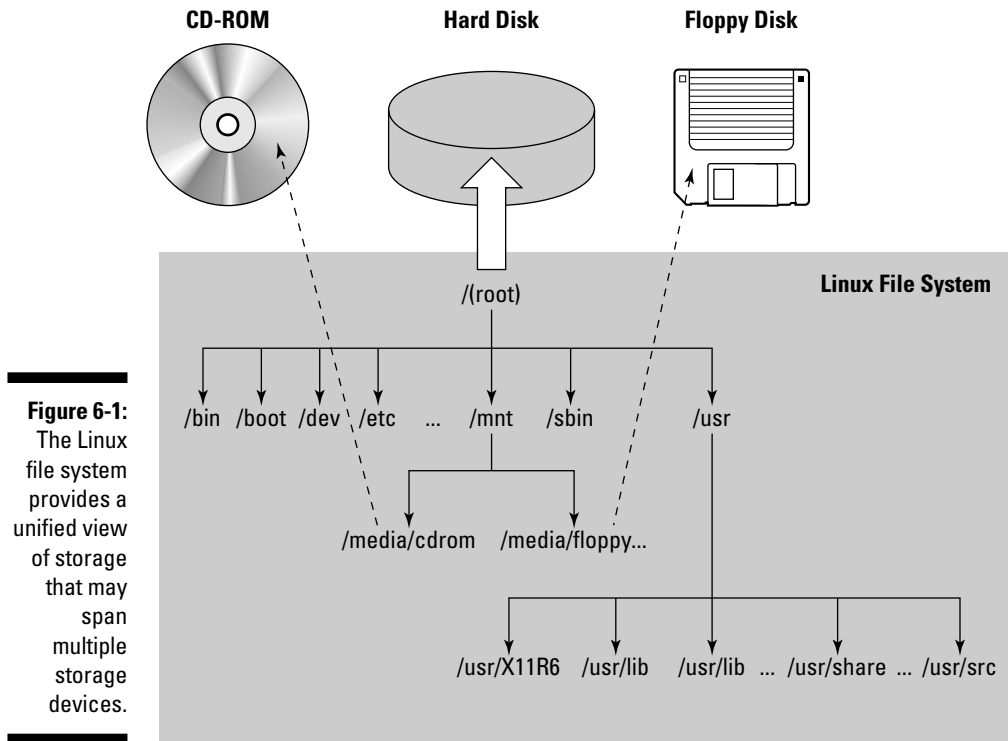 CD-ROM Hard Disk Floppy Disk
Linux File System
/(root)
/bin /boot /dev /etc ... /mnt /sbin /usr
/media/cdrom /media/floppy...
/usr/X11R6 /usr/lib /usr/lib ... /usr/share ... /usr/src
Figure 6-1:
The Linux
file system
provides a
unified view
of storage
that may
span
multiple
storage
devices.